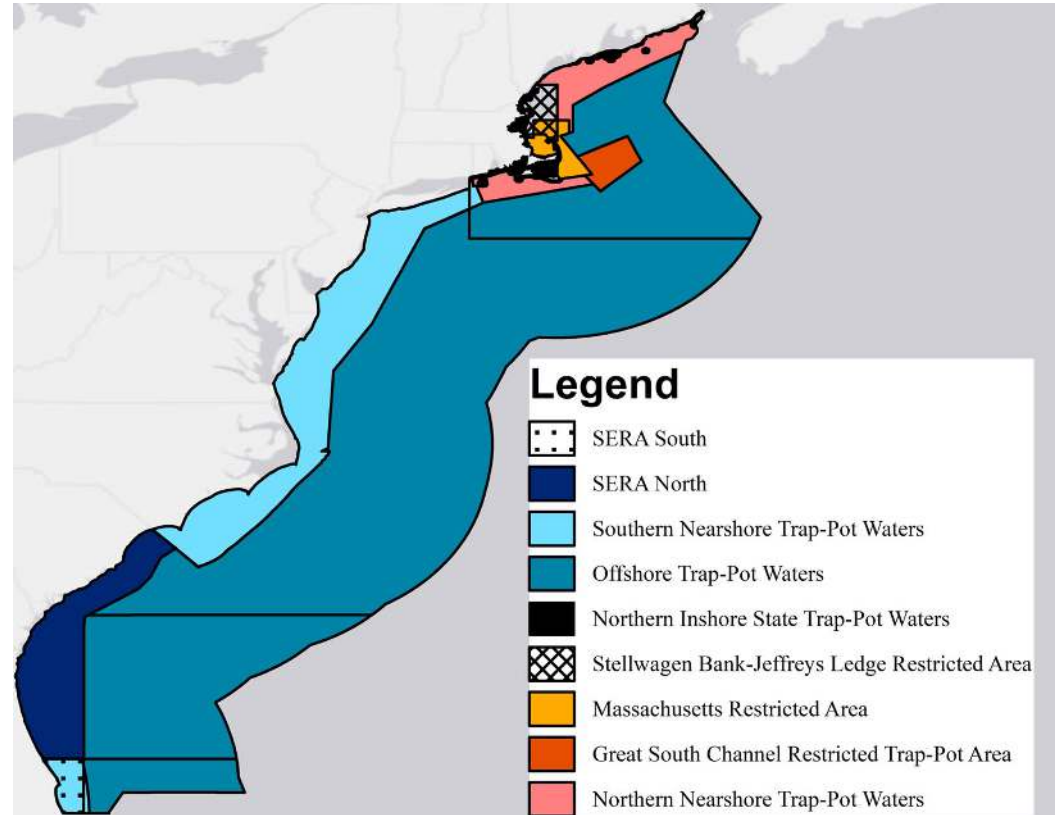 Legend
SERA South
SERA North
Southern Nearshore Trap-Pot Waters
Offshore Trap-Pot Waters
Northern Inshore State Trap-Pot Waters
Stellwagen Bank-Jeffreys Ledge Restricted Area
Massachusetts Restricted Area
Great South Channel Restricted Trap-Pot Area
Northern Nearshore Trap-Pot Waters